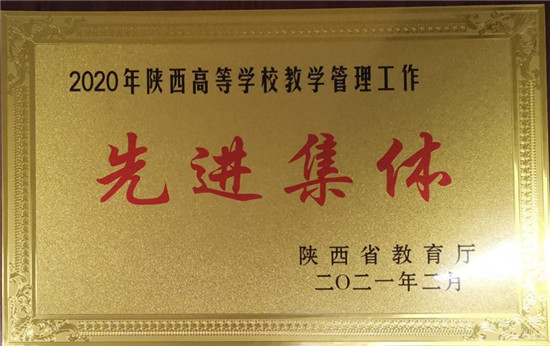 2020年陕西高等学校教学管理工作
先进集体
陕西省教育厅
二〇二一年二月